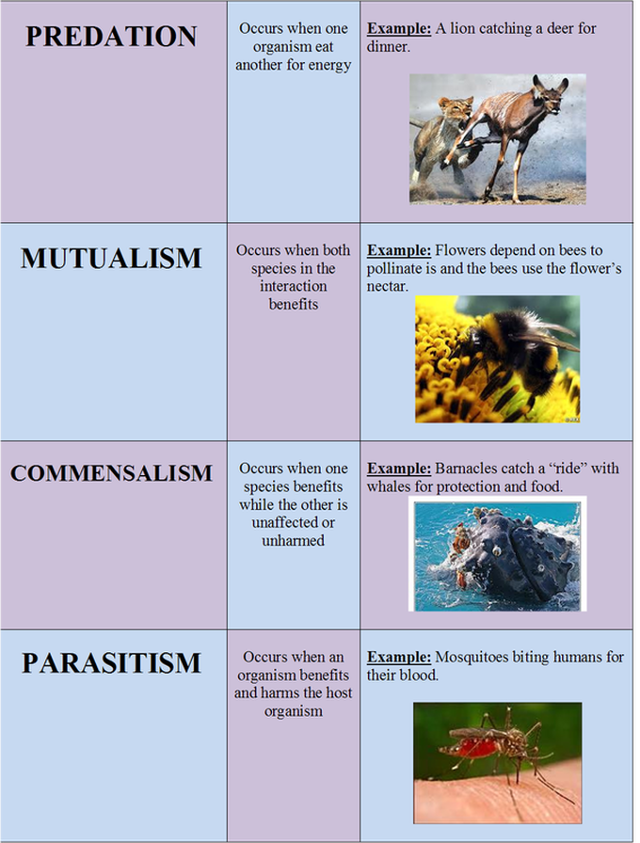 PREDATION
Occurs when one
organism eat
another for energy
Example: A lion catching a deer for
dinner.
MUTUALISM
Occurs when both
species in the
interaction
benefits
Example: Flowers depend on bees to
pollinate is and the bees use the flower’s
nectar.
COMMENSALISM
Occurs when one
species benefits
while the other is
unaffected or
unharmed
Example: Barnacles catch a “ride” with
whales for protection and food.
PARASITISM
Occurs when an
organism benefits
and harms the host
organism
Example: Mosquitoes biting humans for
their blood.